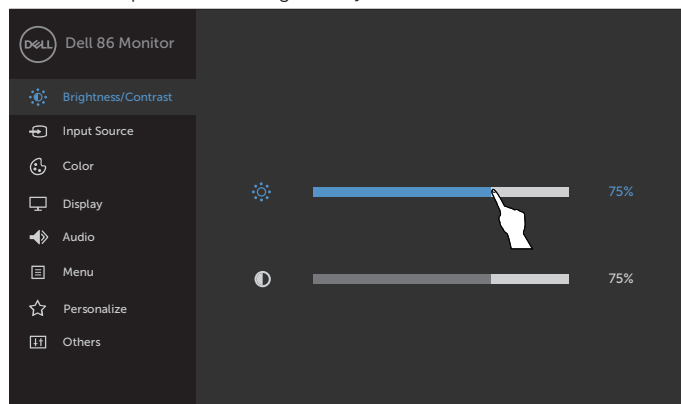 DELL Dell 86 Monitor
Brightness/Contrast
Input Source
Color
Display
Audio
Menu
Personalize
Others
75%
75%